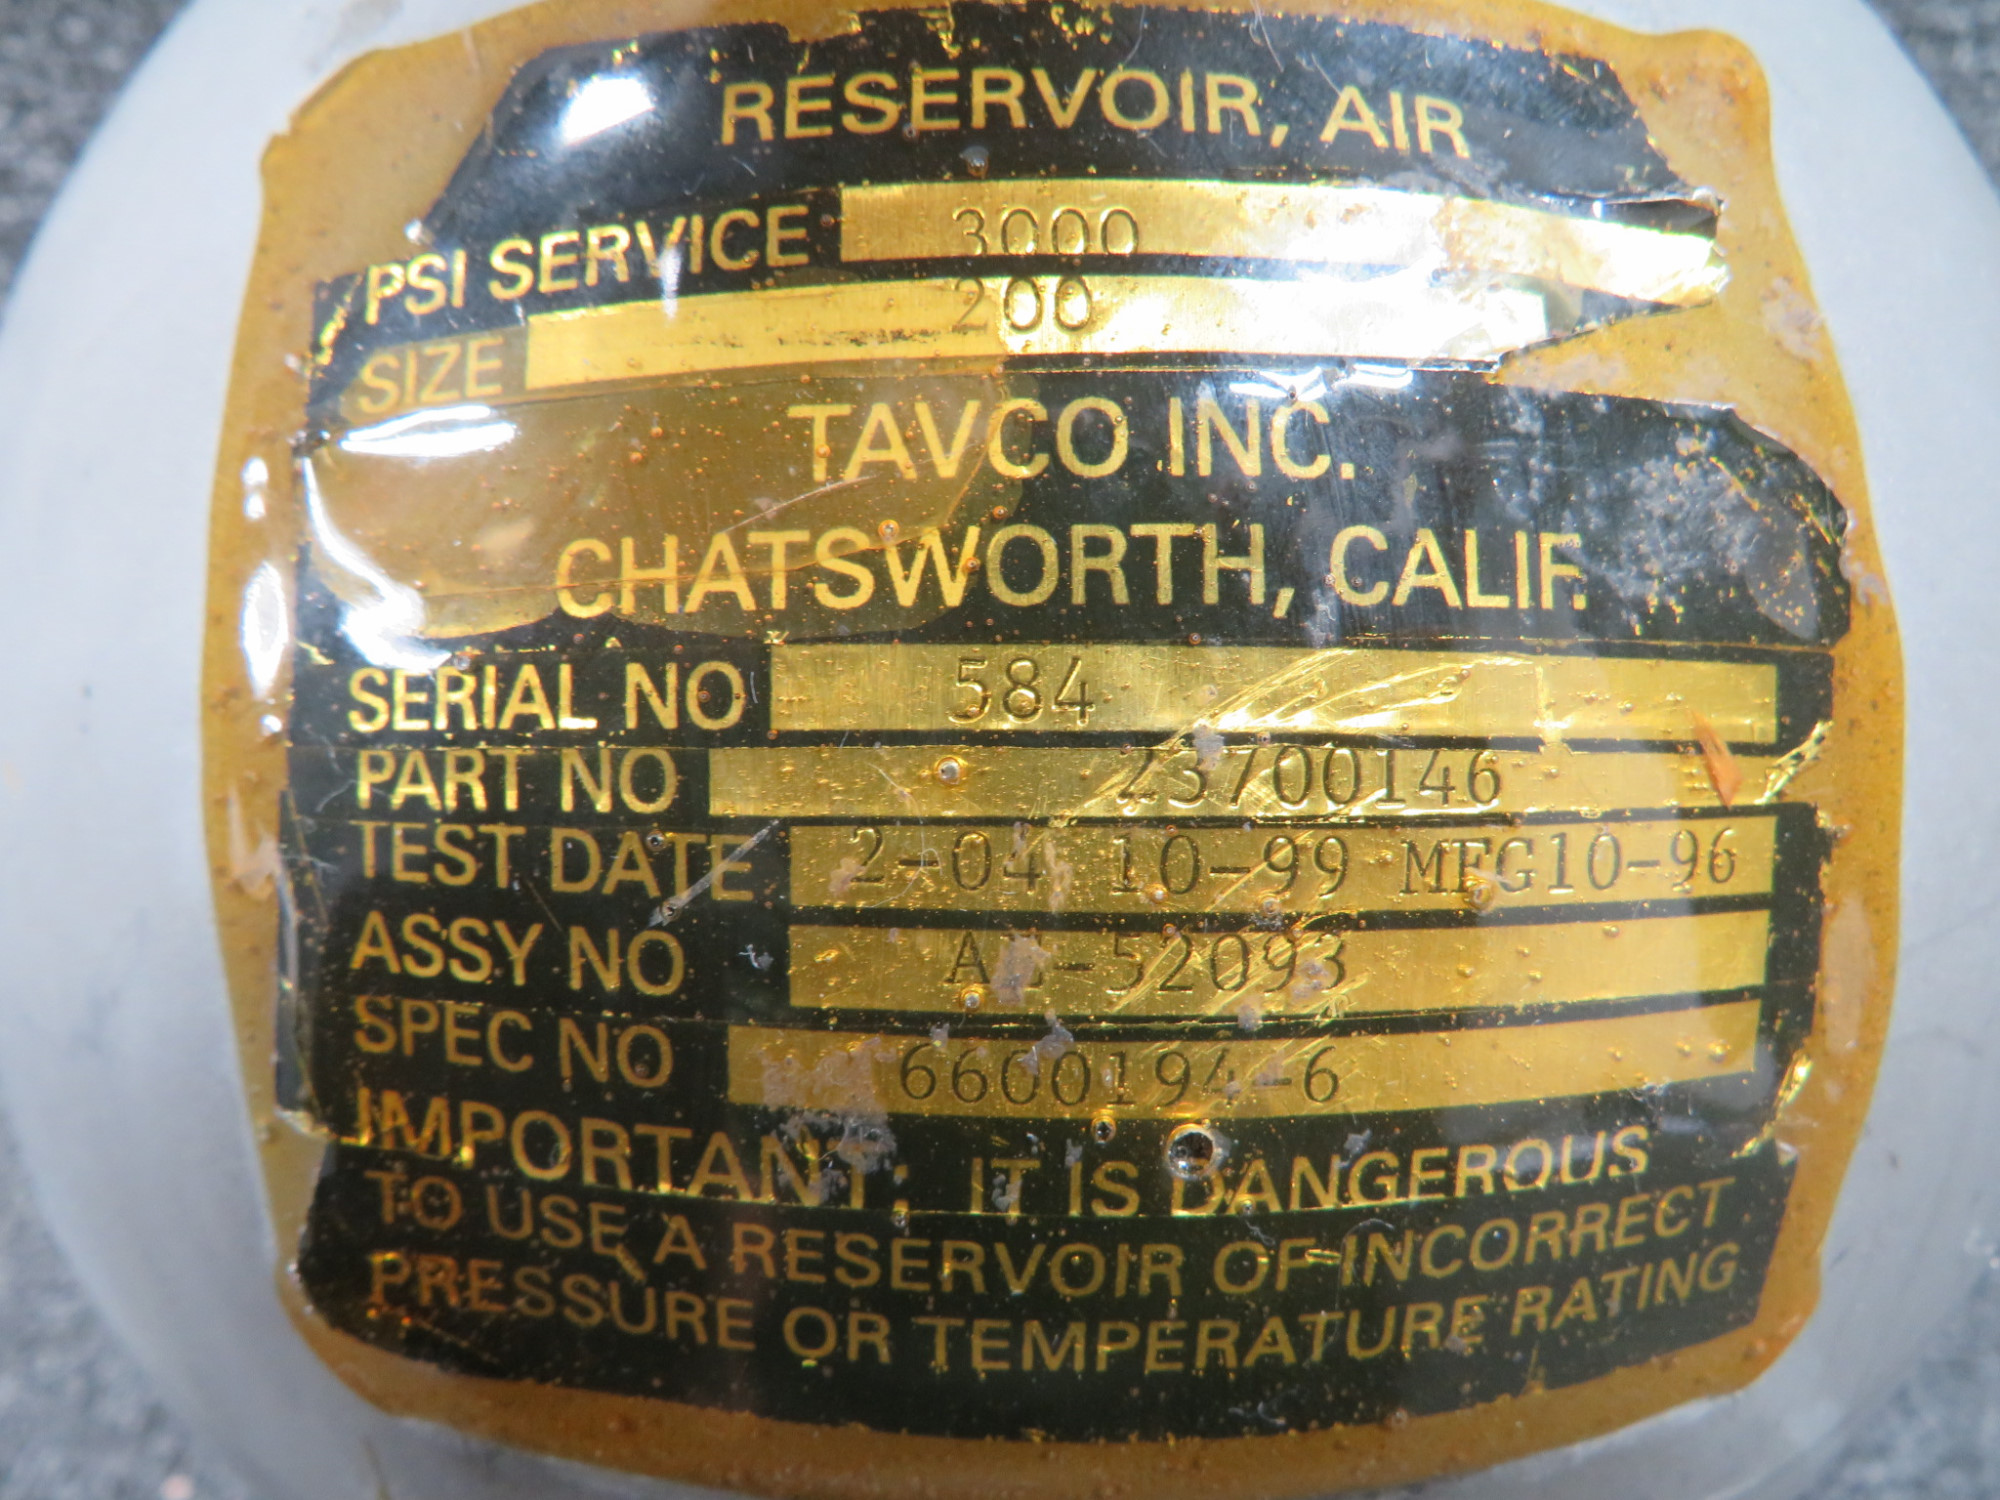 RESERVOIR, AIR
PSI SERVICE 3000
SIZE 200
TAVCO INC.
CHATSWORTH, CALIF.
SERIAL NO 584
PART NO 23700146
TEST DATE 2-04 10-99 MFG10-96
ASSY NO
SPEC NO 6600194-6
IMPORTANT: IT IS DANGEROUS
TO USE A RESERVOIR OF INCORRECT
PRESSURE OR TEMPERATURE RATING